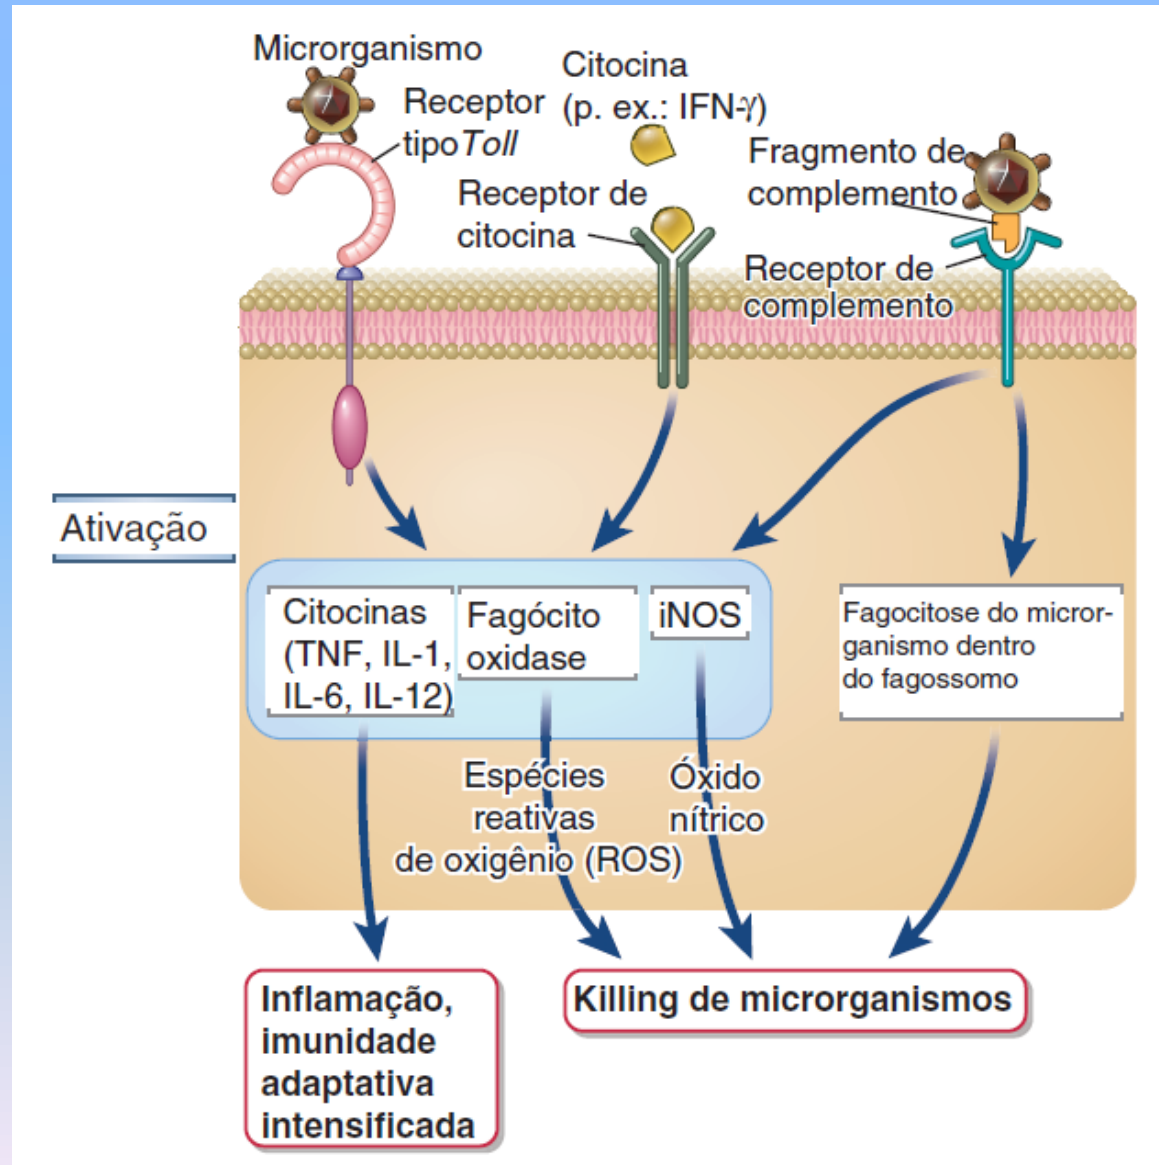 Microrganismo
Receptor
tipo Toll
Citocina
(p. ex.: IFN-γ)
Receptor de
citocina
Fragmento de
complemento
Receptor de
complemento
Ativação
Citocinas
(TNF, IL-1,
IL-6, IL-12)
Fagócito
oxidase
iNOS
Fagocitose do micror-
ganismo dentro
do fagossomo
Espécies
reativas
de oxigênio (ROS)
Óxido
nítrico
Inflamação,
imunidade
adaptativa
intensificada
Killing de microrganismos